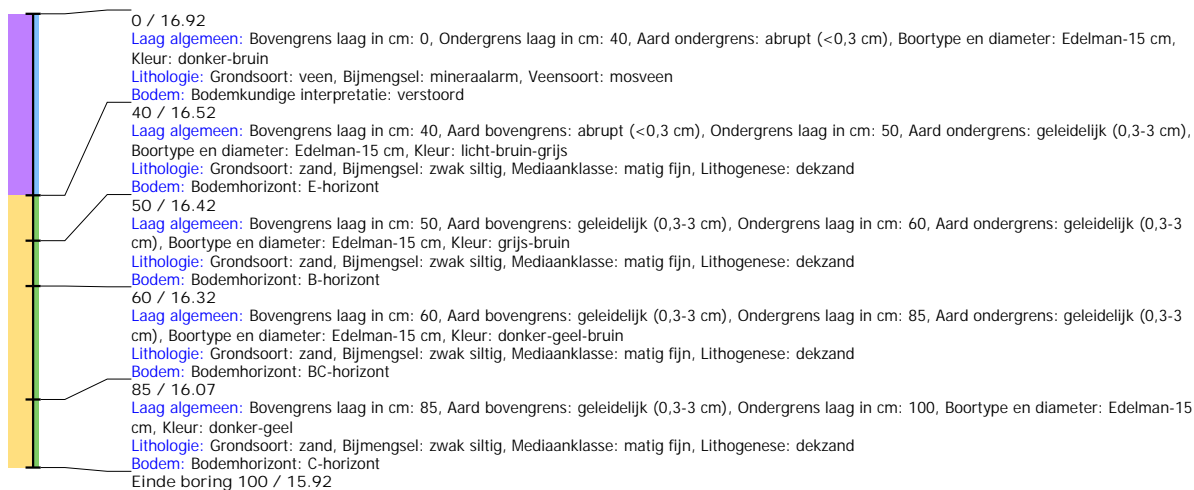 0 / 16.92
Laag algemeen: Bovengrens laag in cm: 0, Ondergrens laag in cm: 40, Aard ondergrens: abrupt (<0,3 cm), Boortype en diameter: Edelman-15 cm,
Kleur: donker-bruin
Lithologie: Grondsoort: veen, Bijmengsel: mineraalarm, Veensoort: mosveen
Bodem: Bodemkundige interpretatie: verstoord
40 / 16.52
Laag algemeen: Bovengrens laag in cm: 40, Aard bovengrens: abrupt (<0,3 cm), Ondergrens laag in cm: 50, Aard ondergrens: geleidelijk (0,3-3 cm),
Boortype en diameter: Edelman-15 cm, Kleur: licht-bruin-grijs
Lithologie: Grondsoort: zand, Bijmengsel: zwak siltig, Mediaanklasse: matig fijn, Lithogenese: dekzand
Bodem: Bodemhorizont: E-horizont
50 / 16.42
Laag algemeen: Bovengrens laag in cm: 50, Aard bovengrens: geleidelijk (0,3-3 cm), Ondergrens laag in cm: 60, Aard ondergrens: geleidelijk (0,3-3
cm), Boortype en diameter: Edelman-15 cm, Kleur: grijs-bruin
Lithologie: Grondsoort: zand, Bijmengsel: zwak siltig, Mediaanklasse: matig fijn, Lithogenese: dekzand
Bodem: Bodemhorizont: B-horizont
60 / 16.32
Laag algemeen: Bovengrens laag in cm: 60, Aard bovengrens: geleidelijk (0,3-3 cm), Ondergrens laag in cm: 85, Aard ondergrens: geleidelijk (0,3-3
cm), Boortype en diameter: Edelman-15 cm, Kleur: donker-geel-bruin
Lithologie: Grondsoort: zand, Bijmengsel: zwak siltig, Mediaanklasse: matig fijn, Lithogenese: dekzand
Bodem: Bodemhorizont: BC-horizont
85 / 16.07
Laag algemeen: Bovengrens laag in cm: 85, Aard bovengrens: geleidelijk (0,3-3 cm), Ondergrens laag in cm: 100, Boortype en diameter: Edelman-15
cm, Kleur: donker-geel
Lithologie: Grondsoort: zand, Bijmengsel: zwak siltig, Mediaanklasse: matig fijn, Lithogenese: dekzand
Bodem: Bodemhorizont: C-horizont
Einde boring 100 / 15.92